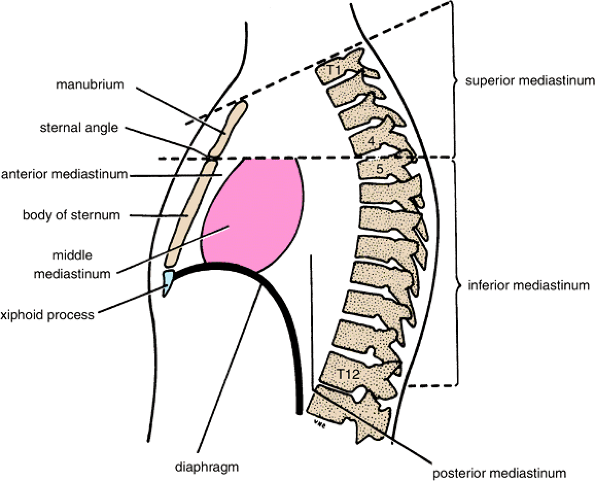 T1
manubrium
superior mediastinum
sternal angle
4
5
anterior mediastinum
body of sternum
middle
mediastinum
inferior mediastinum
xiphoid process
T12
diaphragm
posterior mediastinum